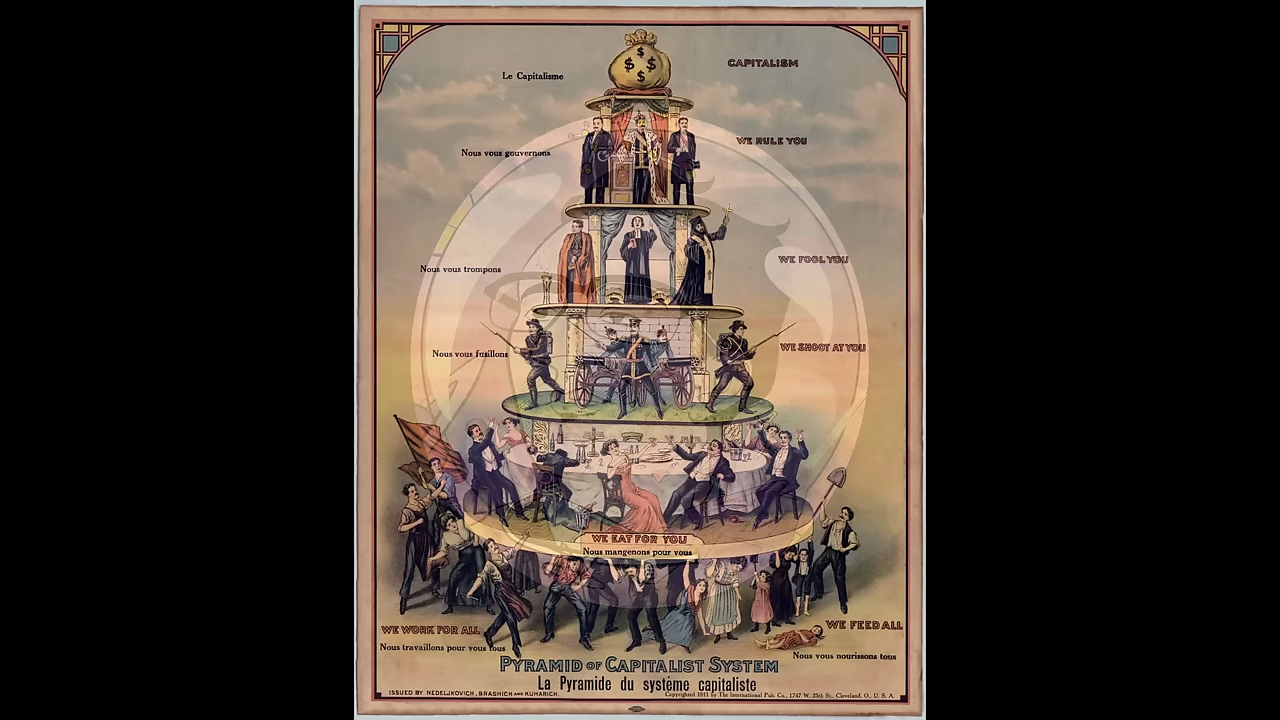 CAPITALISM
Le Capitalisme
WE RULE YOU
Nous vous gouvernons
WE FOOL YOU
Nous vous trompons
WE SHOOT AT YOU
Nous vous fusillons
WE EAT FOR YOU
Nous mangenons pour vous
WE WORK FOR ALL
WE FEED ALL
Nous travaillons pour vous tous
Nous vous nourissons tous
PYRAMID OF CAPITALIST SYSTEM
La Pyramide du système capitaliste
ISSUED BY NEDELJKOVICH, BRASHICH AND KUHARICH.
Copyrighted 1911 by The International Pub. Co., 1747 W. 25th St., Cleveland, O., U. S. A.